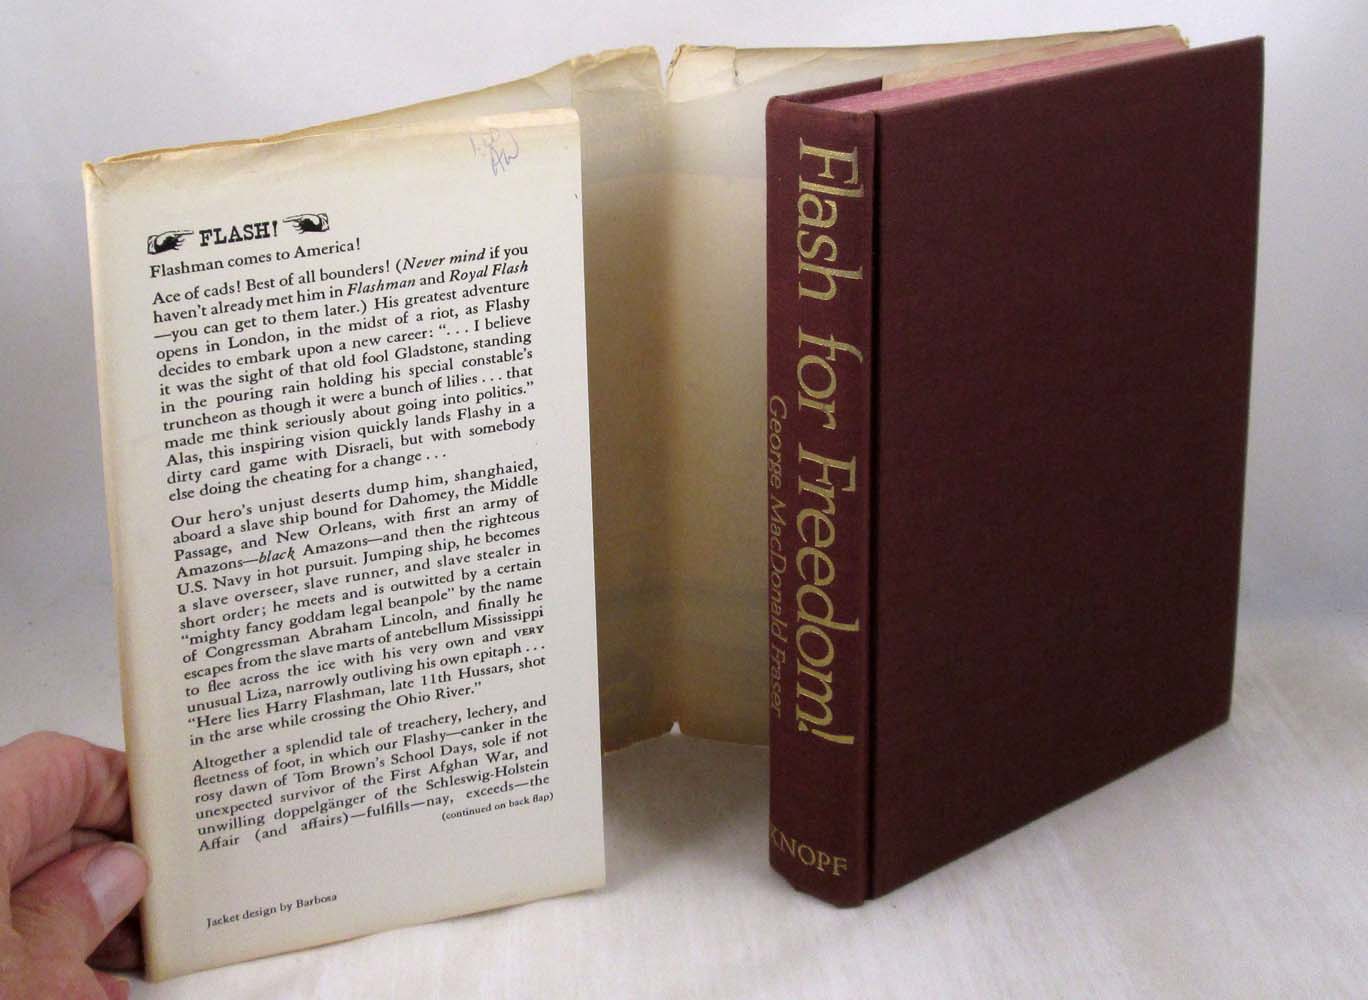 FLASH!
Flashman comes to America!
Ace of cads! Best of all bounders! (Never mind if you
haven't already met him in Flashman and Royal Flash
—you can get to them later.) His greatest adventure
opens in London, in the midst of a riot, as Flashy
decides to embark upon a new career: “. . . I believe
it was the sight of that old fool Gladstone, standing
in the pouring rain holding his special constable's
truncheon as though it were a bunch of lilies . . . that
made me think seriously about going into politics.”
Alas, this inspiring vision quickly lands Flashy in a
dirty card game with Disraeli, but with somebody
else doing the cheating for a change . . .
Our hero's unjust deserts dump him, shanghaied,
aboard a slave ship bound for Dahomey, the Middle
Passage, and New Orleans, with first an army of
Amazons—black Amazons—and then the righteous
U.S. Navy in hot pursuit. Jumping ship, he becomes
a slave overseer, slave runner, and slave stealer in
short order; he meets and is outwitted by a certain
“mighty fancy goddam legal beanpole” by the name
of Congressman Abraham Lincoln, and finally he
escapes from the slave marts of antebellum Mississippi
to flee across the ice with his very own and VERY
unusual Liza, narrowly outliving his own epitaph . . .
“Here lies Harry Flashman, late 11th Hussars, shot
in the arse while crossing the Ohio River.”
Altogether a splendid tale of treachery, lechery, and
fleetness of foot, in which our Flashy—canker in the
rosy dawn of Tom Brown's School Days, sole if not
unexpected survivor of the First Afghan War, and
unwilling doppelgänger of the Schleswig-Holstein
Affair (and affairs)—fulfills—nay, exceeds—the
(continued on back flap)
Jacket design by Barbosa
Flash for Freedom!
George MacDonald Fraser
KNOPF